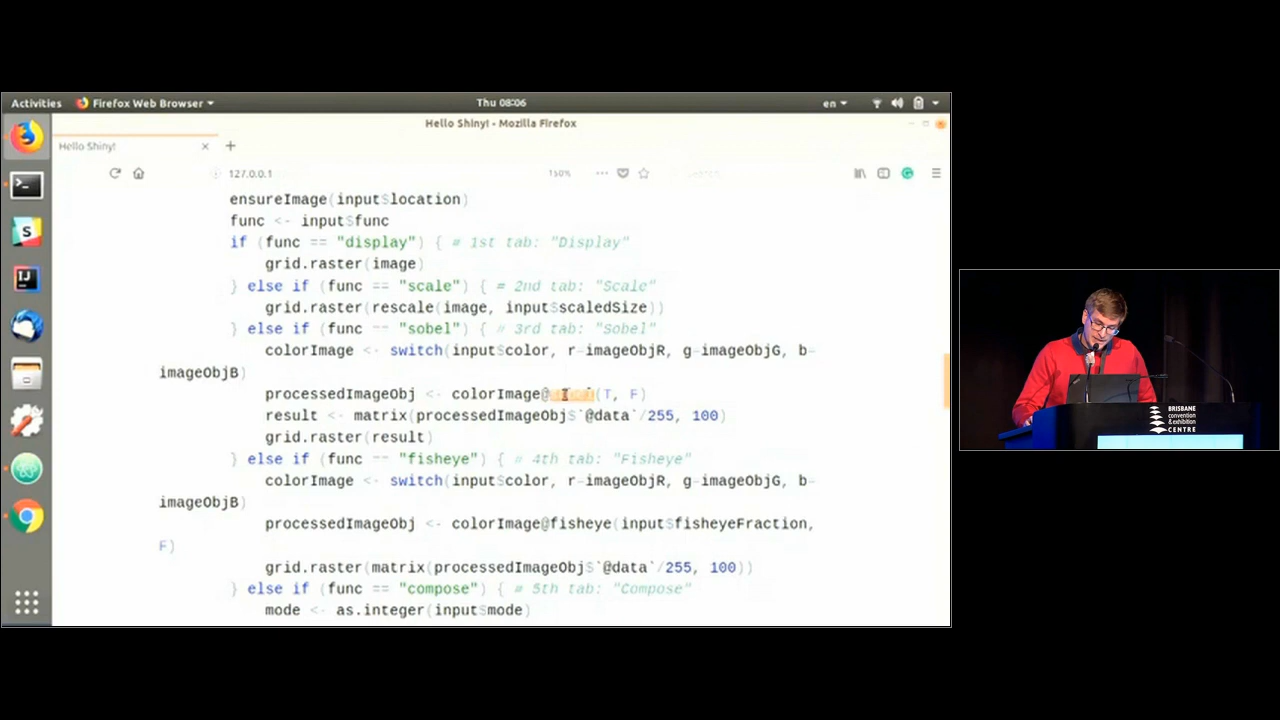 Activities Firefox Web Browser Thu 08:06 en
Hello Shiny! - Mozilla Firefox
Hello Shiny! × +
127.0.0.1 150% ··· Search
ensureImage(input$location)
func <- input$func
if (func == "display") { # 1st tab: "Display"
grid.raster(image)
} else if (func == "scale") { # 2nd tab: "Scale"
grid.raster(rescale(image, input$scaledSize))
} else if (func == "sobel") { # 3rd tab: "Sobel"
colorImage <- switch(input$color, r=imageObjR, g=imageObjG, b=
imageObjB)
processedImageObj <- colorImage@(T, F)
result <- matrix(processedImageObj$`@data`/255, 100)
grid.raster(result)
} else if (func == "fisheye") { # 4th tab: "Fisheye"
colorImage <- switch(input$color, r=imageObjR, g=imageObjG, b=
imageObjB)
processedImageObj <- colorImage@fisheye(input$fisheyeFraction,
F)
grid.raster(matrix(processedImageObj$`@data`/255, 100))
} else if (func == "compose") { # 5th tab: "Compose"
mode <- as.integer(input$mode)
BRISBANE
convention
& exhibition
CENTRE